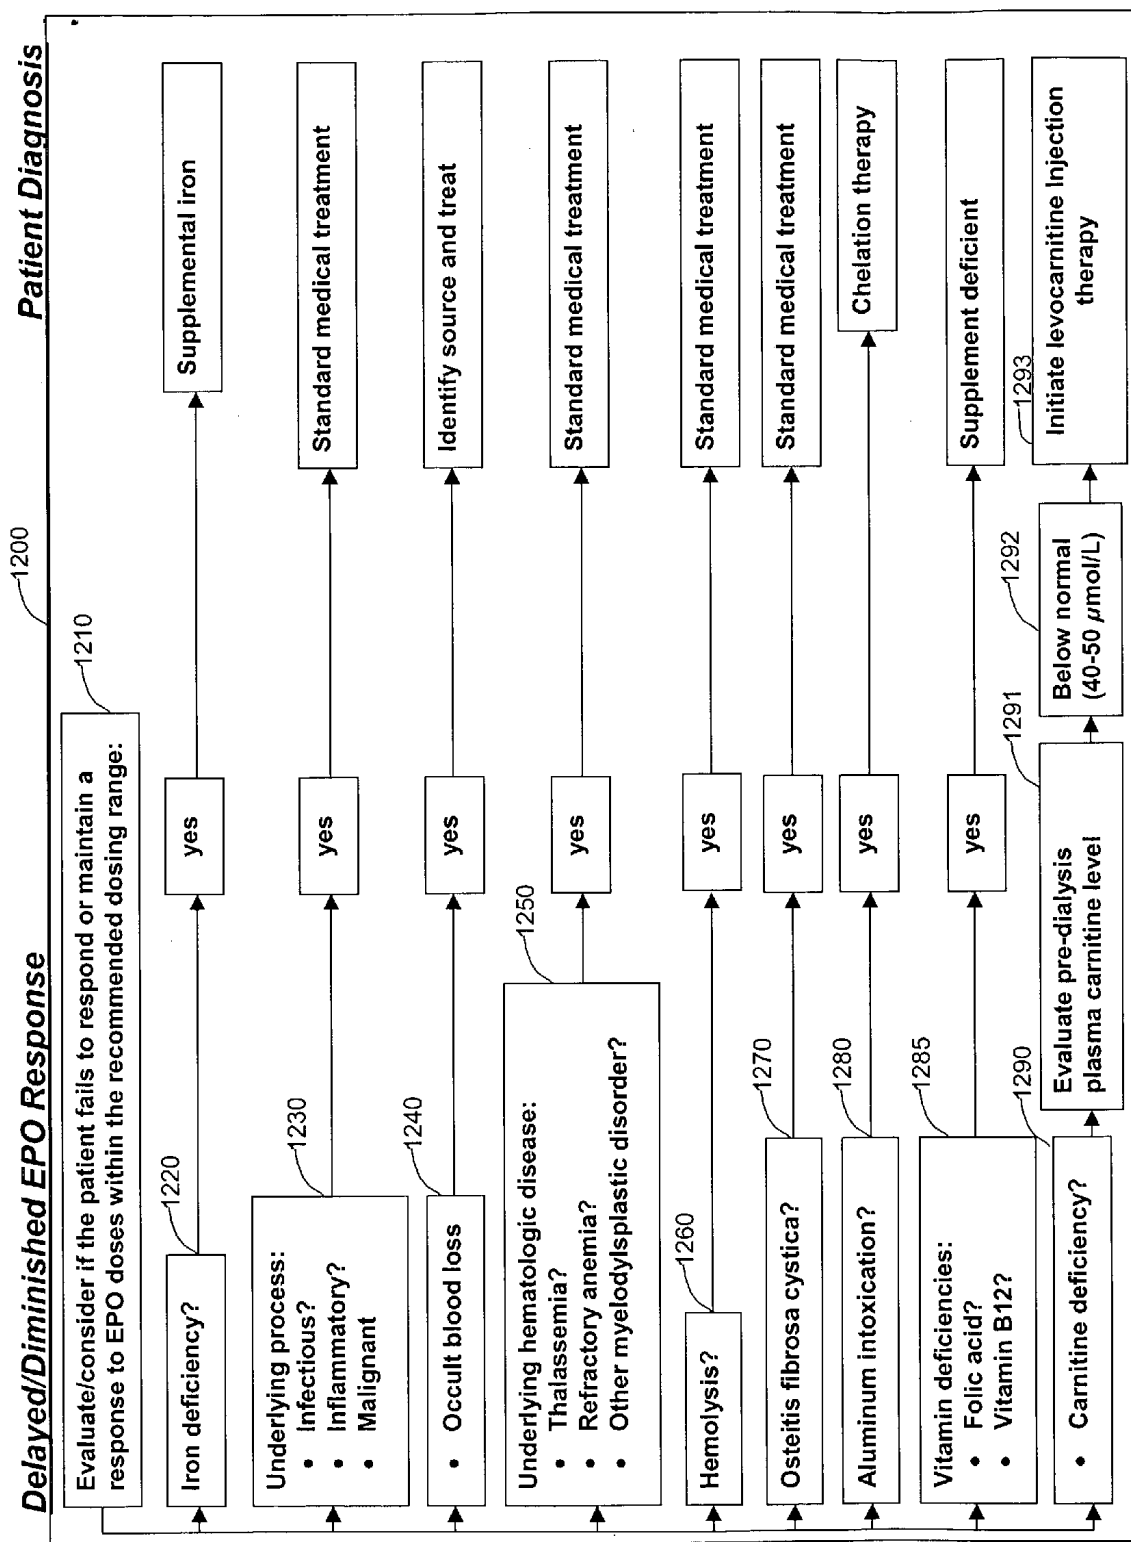 Delayed/Diminished EPO Response
Patient Diagnosis
1200
Evaluate/consider if the patient fails to respond or maintain a
response to EPO doses within the recommended dosing range:
1210
Iron deficiency?
1220
yes
Supplemental iron
Underlying process:
• Infectious?
• Inflammatory?
• Malignant
1230
yes
Standard medical treatment
• Occult blood loss
1240
yes
Identify source and treat
Underlying hematologic disease:
• Thalassemia?
• Refractory anemia?
• Other myelodylsplastic disorder?
1250
yes
Standard medical treatment
Hemolysis?
1260
yes
Standard medical treatment
Osteitis fibrosa cystica?
1270
yes
Standard medical treatment
Aluminum intoxication?
1280
yes
Chelation therapy
Vitamin deficiencies:
• Folic acid?
• Vitamin B12?
1285
yes
Supplement deficient
• Carnitine deficiency?
1290
Evaluate pre-dialysis
plasma carnitine level
1291
Below normal
(40-50 µmol/L)
1292
Initiate levocarnitine Injection
therapy
1293